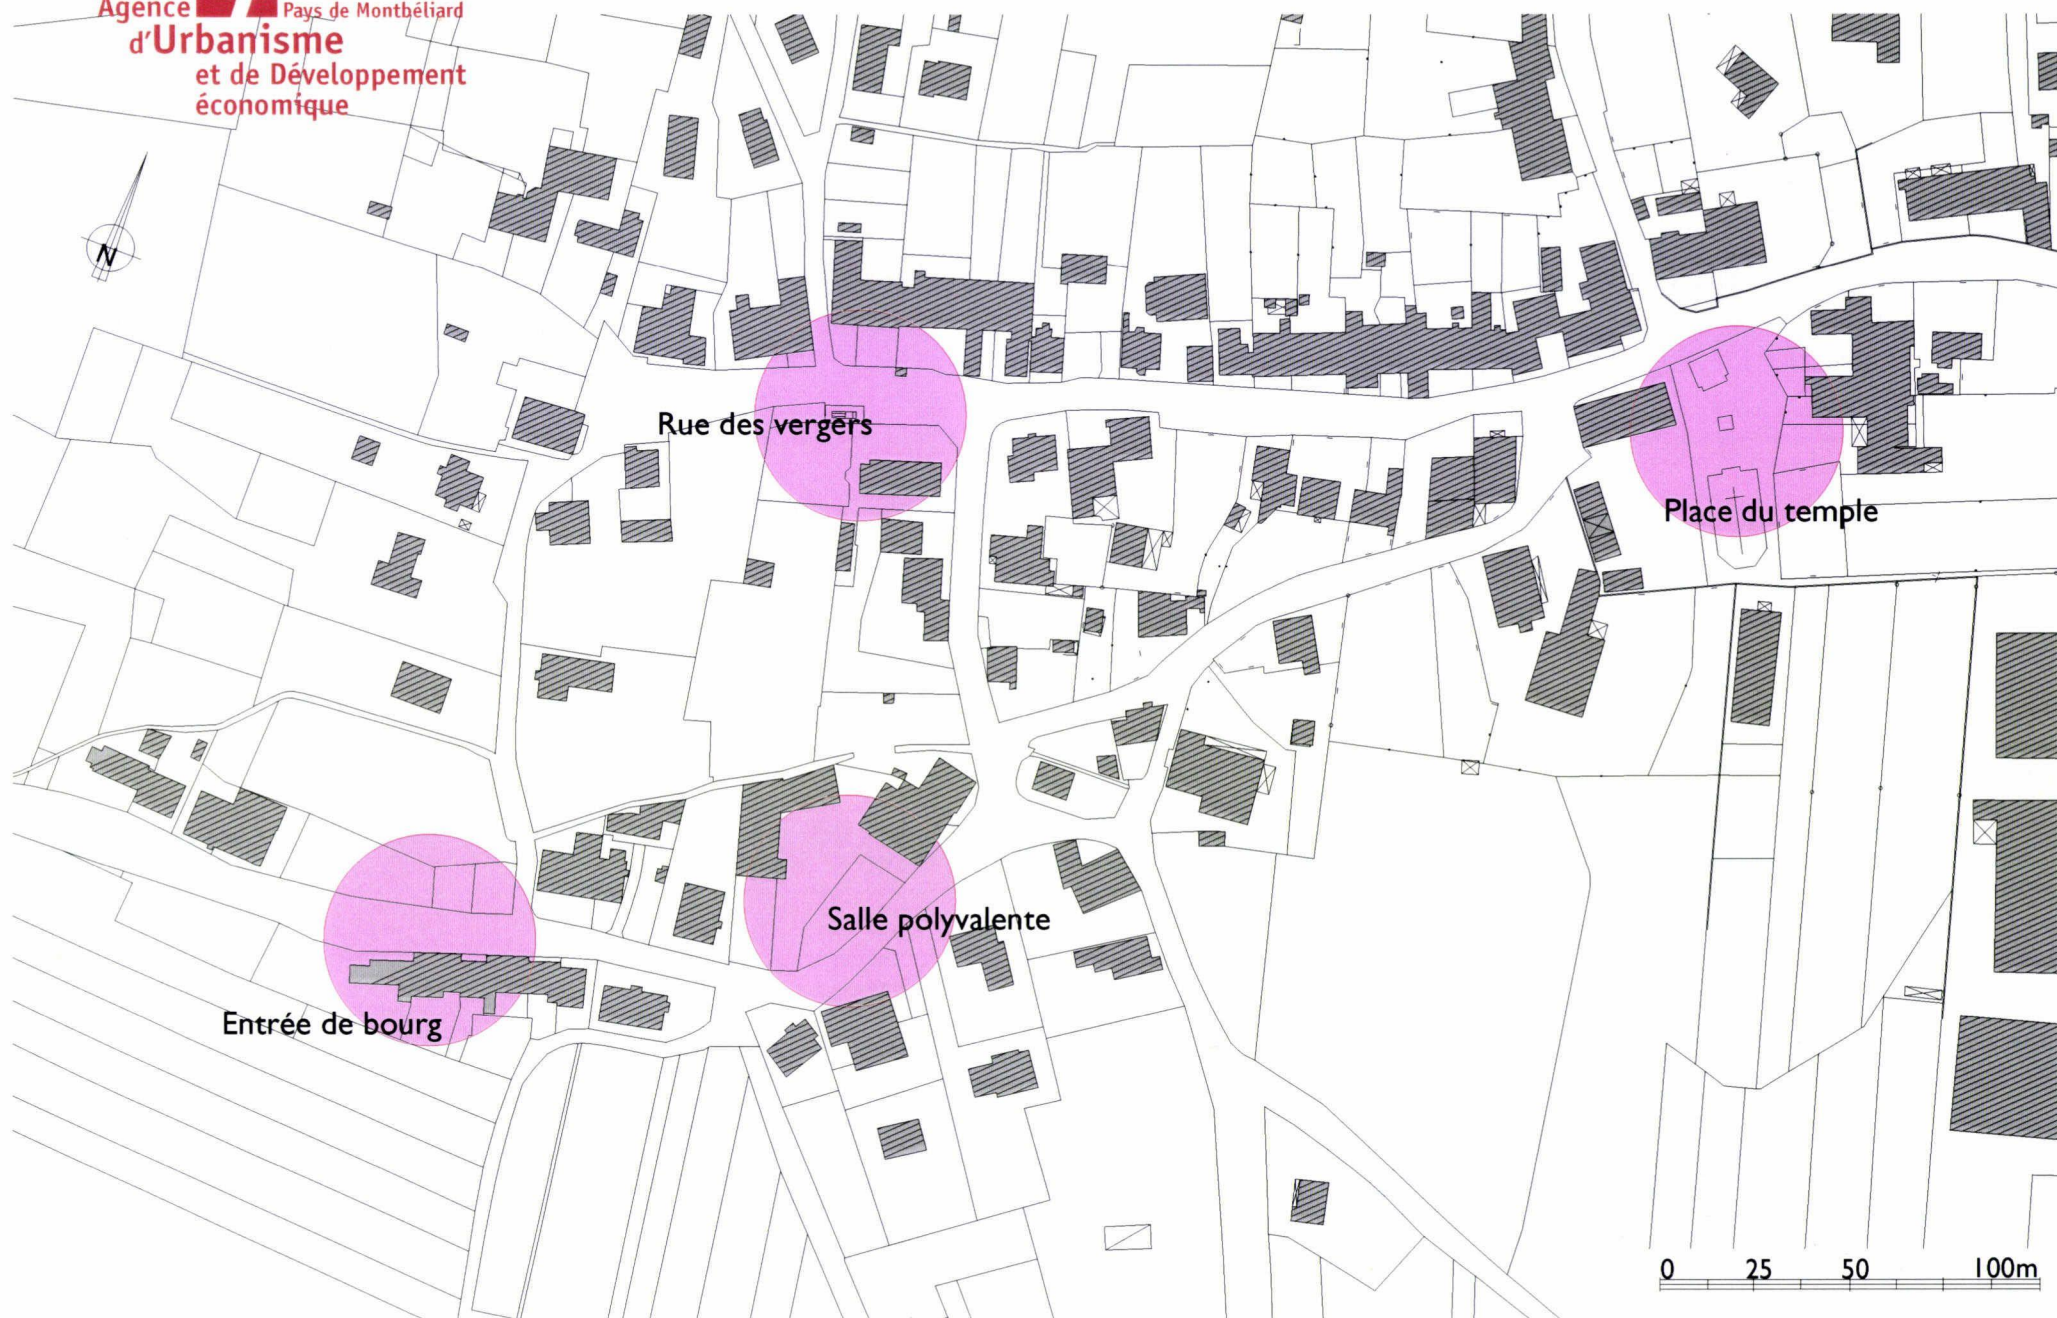 Agence Pays de Montbéliard
d'Urbanisme
et de Développement
économique
N
Rue des vergers
Place du temple
Salle polyvalente
Entrée de bourg
0 25 50 100m